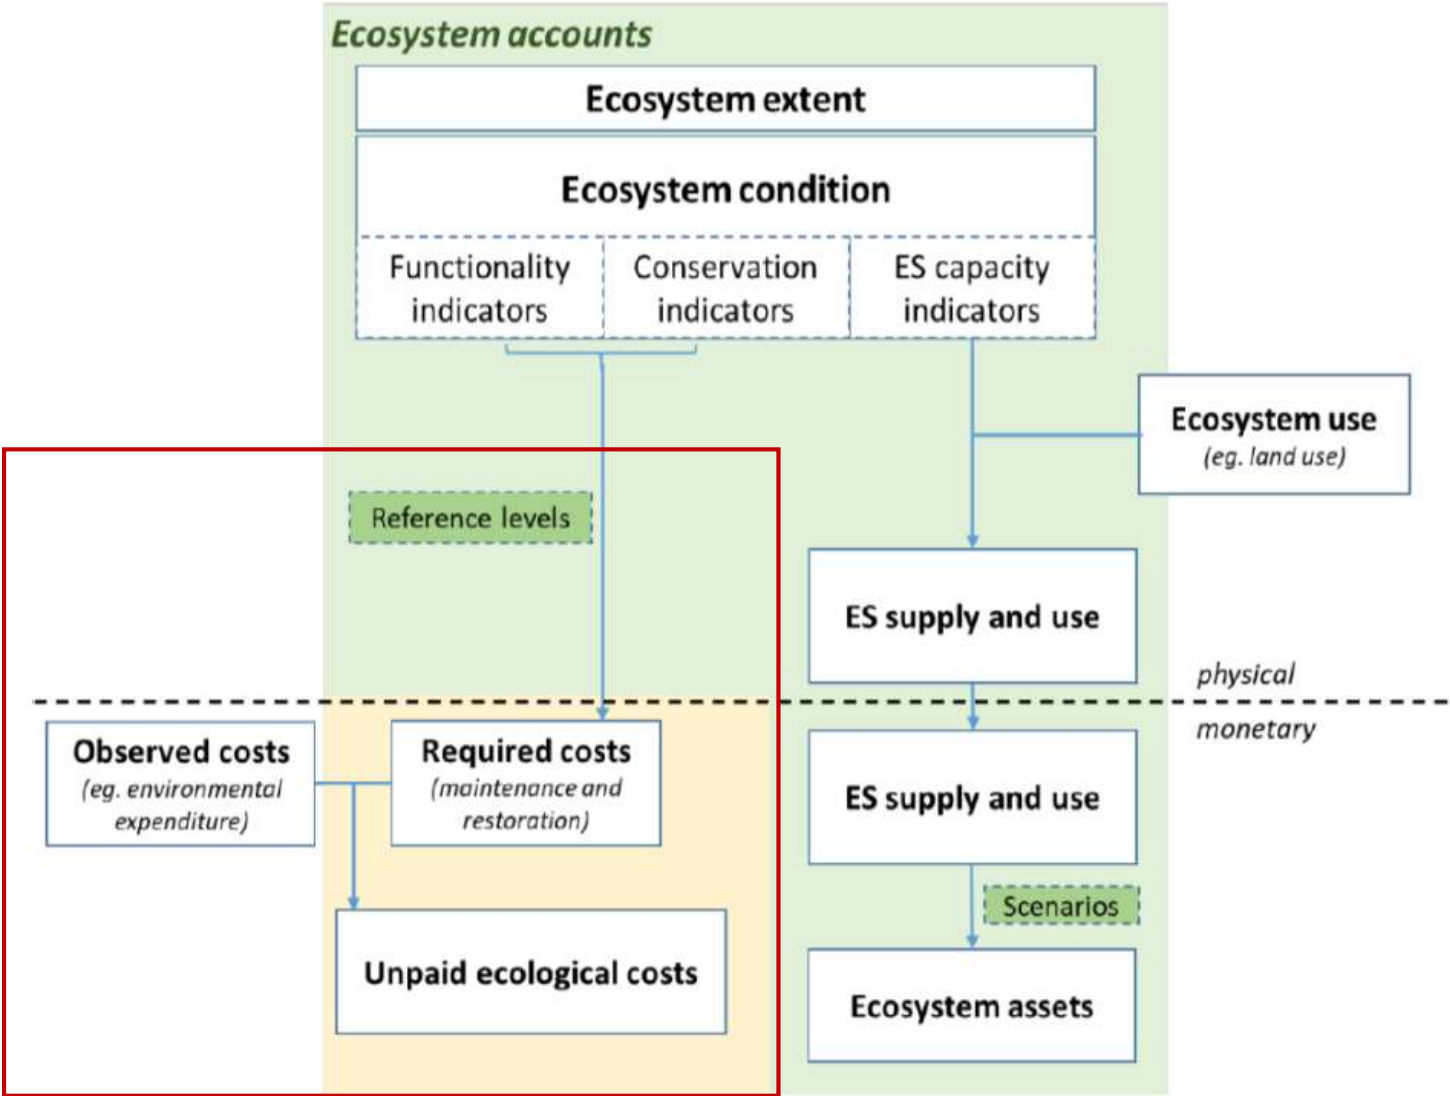 Ecosystem accounts
Ecosystem extent
Ecosystem condition
Functionality
indicators
Conservation
indicators
ES capacity
indicators
Ecosystem use
(eg. land use)
Reference levels
ES supply and use
physical
monetary
Observed costs
(eg. environmental
expenditure)
Required costs
(maintenance and
restoration)
ES supply and use
Scenarios
Unpaid ecological costs
Ecosystem assets